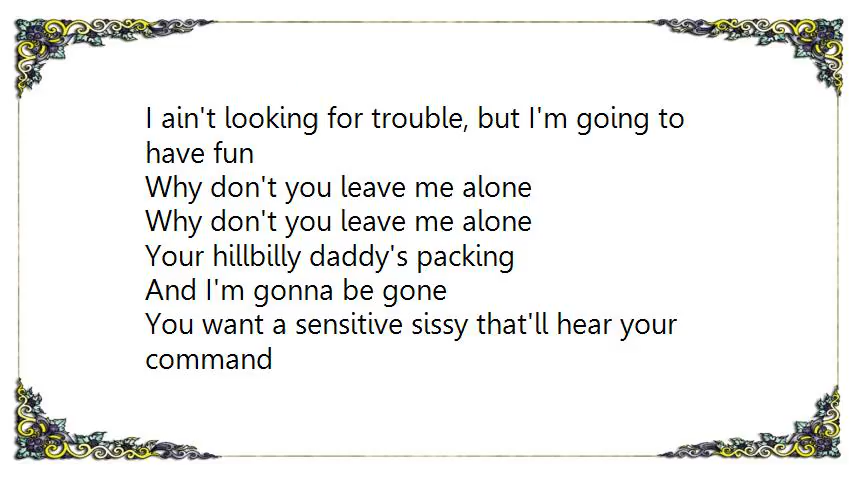 I ain't looking for trouble, but I'm going to
have fun
Why don't you leave me alone
Why don't you leave me alone
Your hillbilly daddy's packing
And I'm gonna be gone
You want a sensitive sissy that'll hear your
command